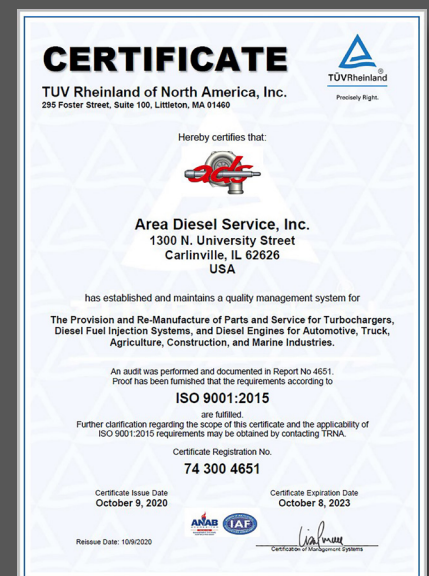 CERTIFICATE
TÜVRheinland®
Precisely Right.
TUV Rheinland of North America, Inc.
295 Foster Street, Suite 100, Littleton, MA 01460
Hereby certifies that:
ads
Area Diesel Service, Inc.
1300 N. University Street
Carlinville, IL 62626
USA
has established and maintains a quality management system for
The Provision and Re-Manufacture of Parts and Service for Turbochargers,
Diesel Fuel Injection Systems, and Diesel Engines for Automotive, Truck,
Agriculture, Construction, and Marine Industries.
An audit was performed and documented in Report No 4651.
Proof has been furnished that the requirements according to
ISO 9001:2015
are fulfilled.
Further clarification regarding the scope of this certificate and the applicability of
ISO 9001:2015 requirements may be obtained by contacting TRNA.
Certificate Registration No.
74 300 4651
Certificate Issue Date
October 9, 2020
Certificate Expiration Date
October 8, 2023
ANAB
IAF
Reissue Date: 10/9/2020
Certification of Management Systems